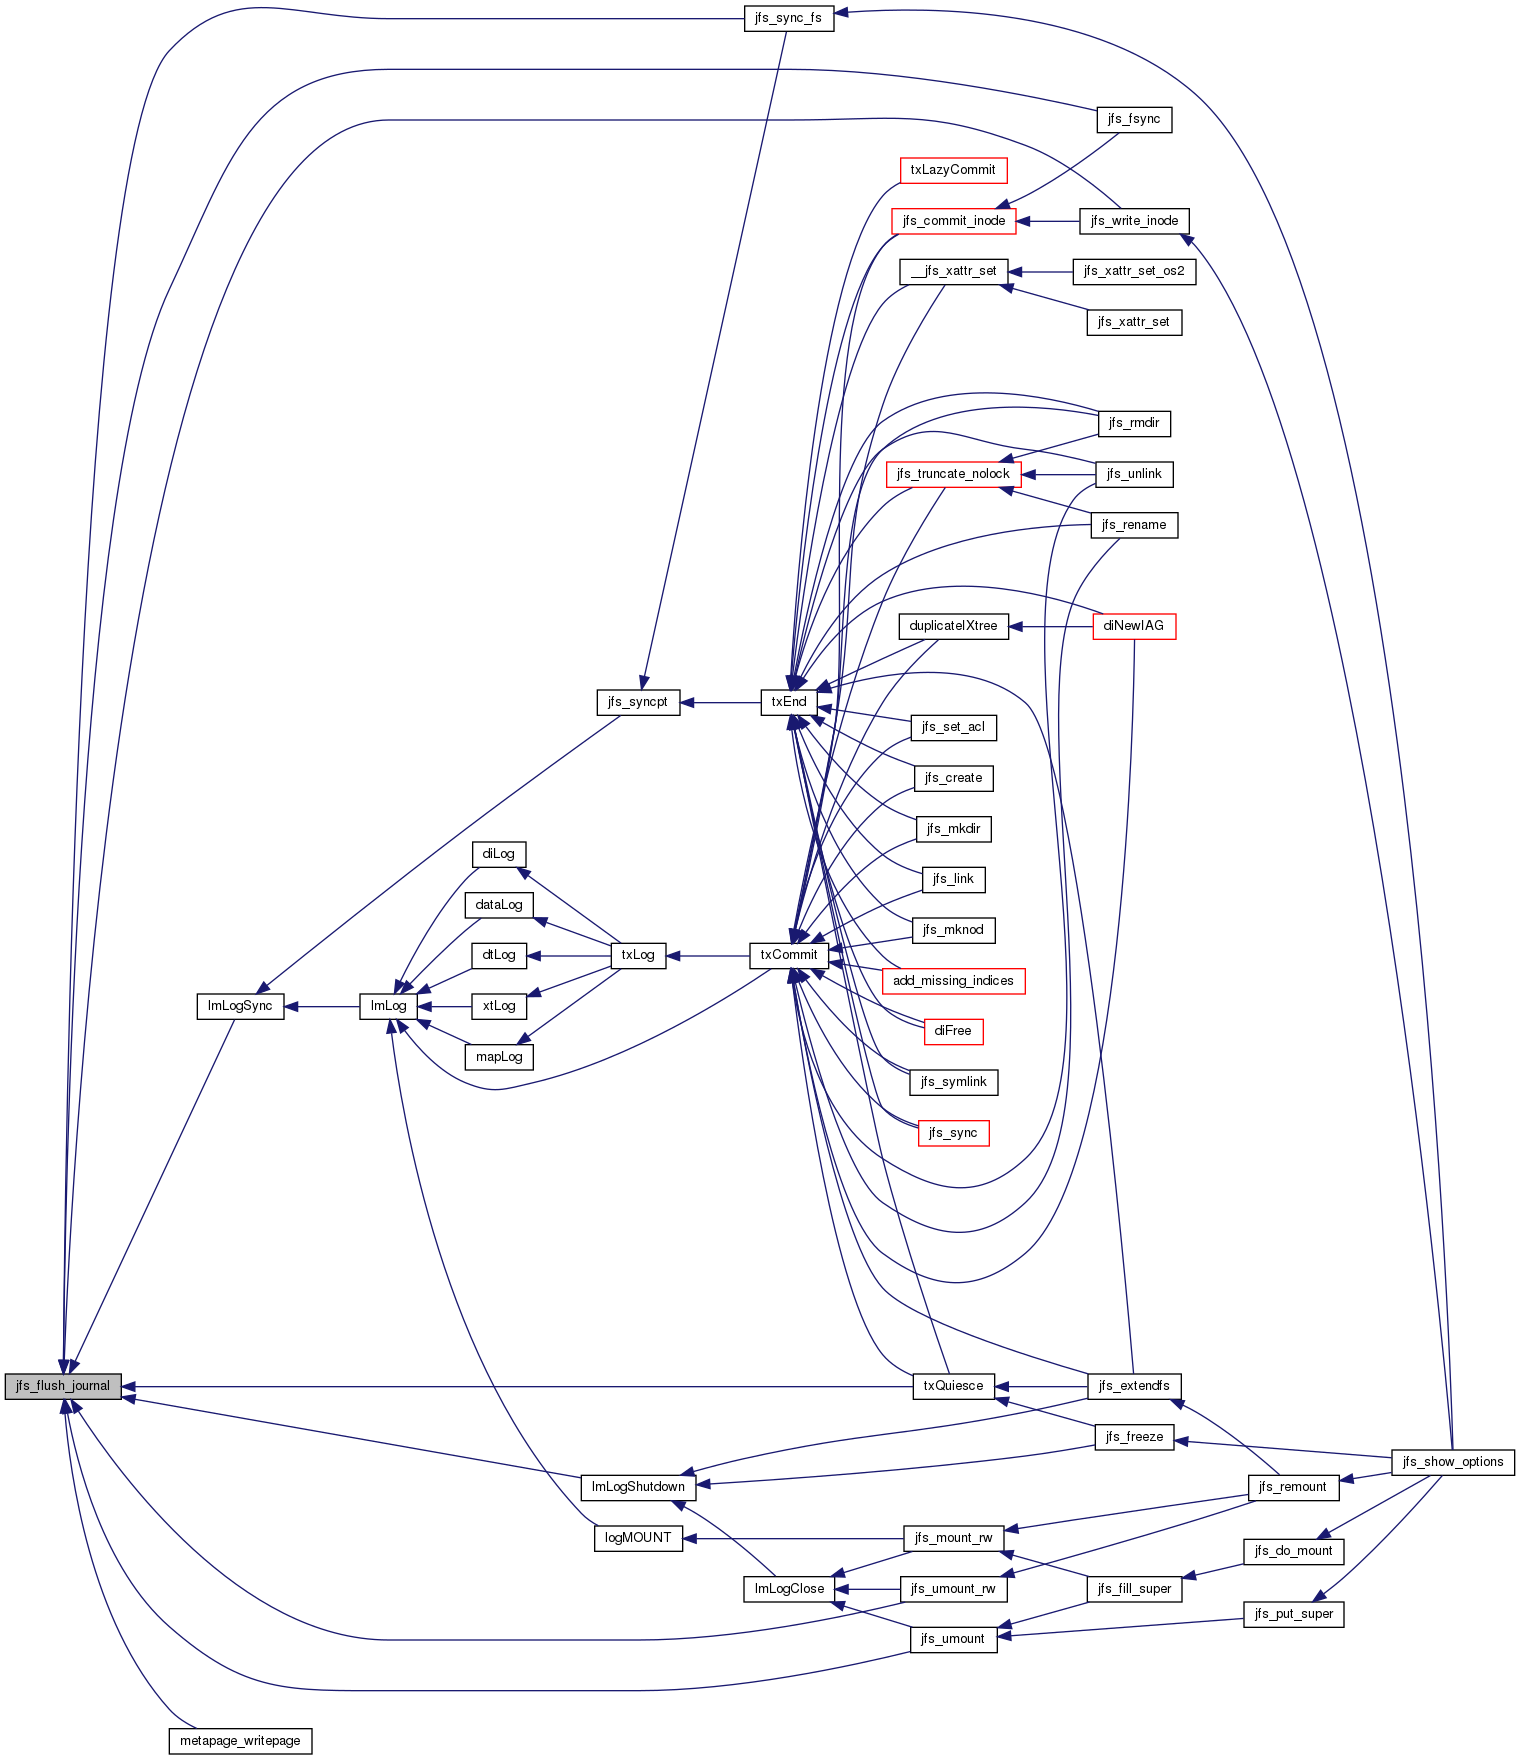 jfs_sync_fs
jfs_fsync
txLazyCommit
jfs_commit_inode
jfs_write_inode
__jfs_xattr_set
jfs_xattr_set_os2
jfs_xattr_set
jfs_rmdir
jfs_truncate_nolock
jfs_unlink
jfs_rename
duplicateIXtree
diNewIAG
jfs_syncpt
txEnd
jfs_set_acl
jfs_create
jfs_mkdir
diLog
jfs_link
dataLog
jfs_mknod
dtLog
txLog
txCommit
add_missing_indices
lmLogSync
lmLog
xtLog
diFree
mapLog
jfs_symlink
jfs_sync
jfs_flush_journal
txQuiesce
jfs_extendfs
jfs_freeze
jfs_show_options
lmLogShutdown
jfs_remount
logMOUNT
jfs_mount_rw
jfs_do_mount
lmLogClose
jfs_umount_rw
jfs_fill_super
jfs_put_super
jfs_umount
metapage_writepage